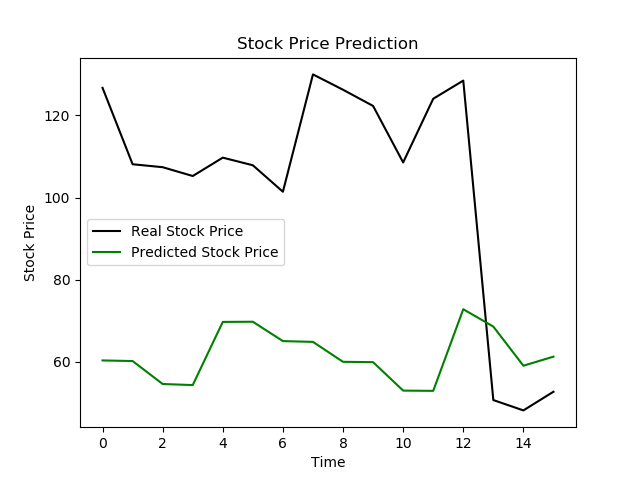 Stock Price Prediction
120
100
80
60
Stock Price
Real Stock Price
Predicted Stock Price
0 2 4 6 8 10 12 14
Time